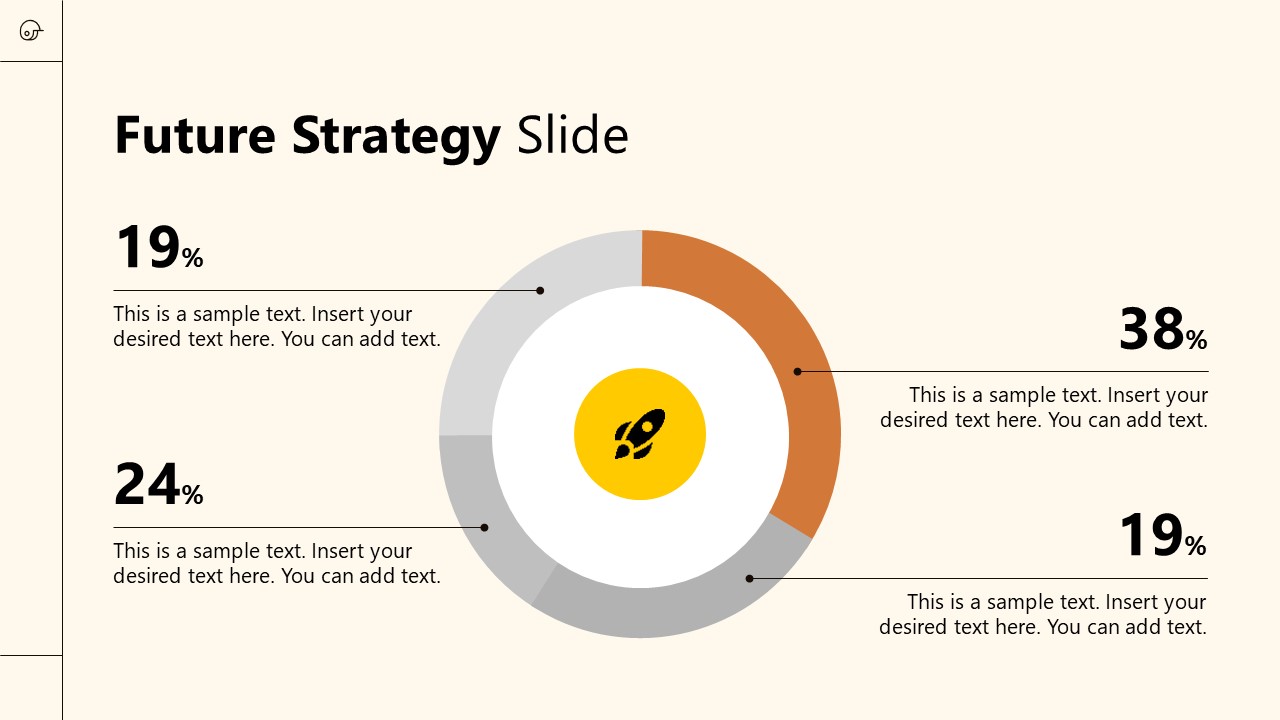 Future Strategy Slide
19%
This is a sample text. Insert your
desired text here. You can add text.
24%
This is a sample text. Insert your
desired text here. You can add text.
38%
This is a sample text. Insert your
desired text here. You can add text.
19%
This is a sample text. Insert your
desired text here. You can add text.